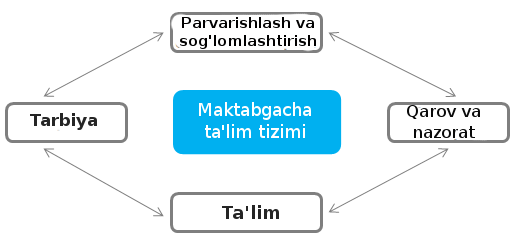 Parvarishlash va
sog'lomlashtirish
Maktabgacha
ta'lim tizimi
Tarbiya
Qarov va
nazorat
Ta'lim